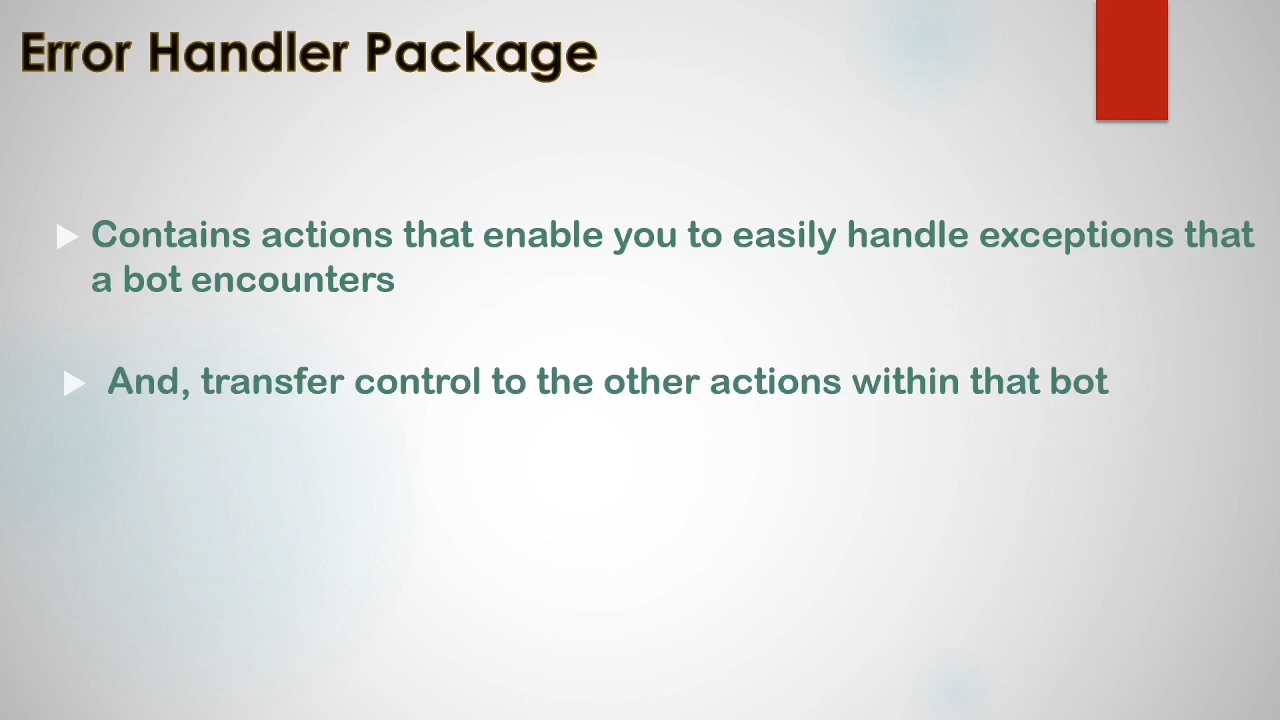 Error Handler Package
Contains actions that enable you to easily handle exceptions that
a bot encounters
And, transfer control to the other actions within that bot